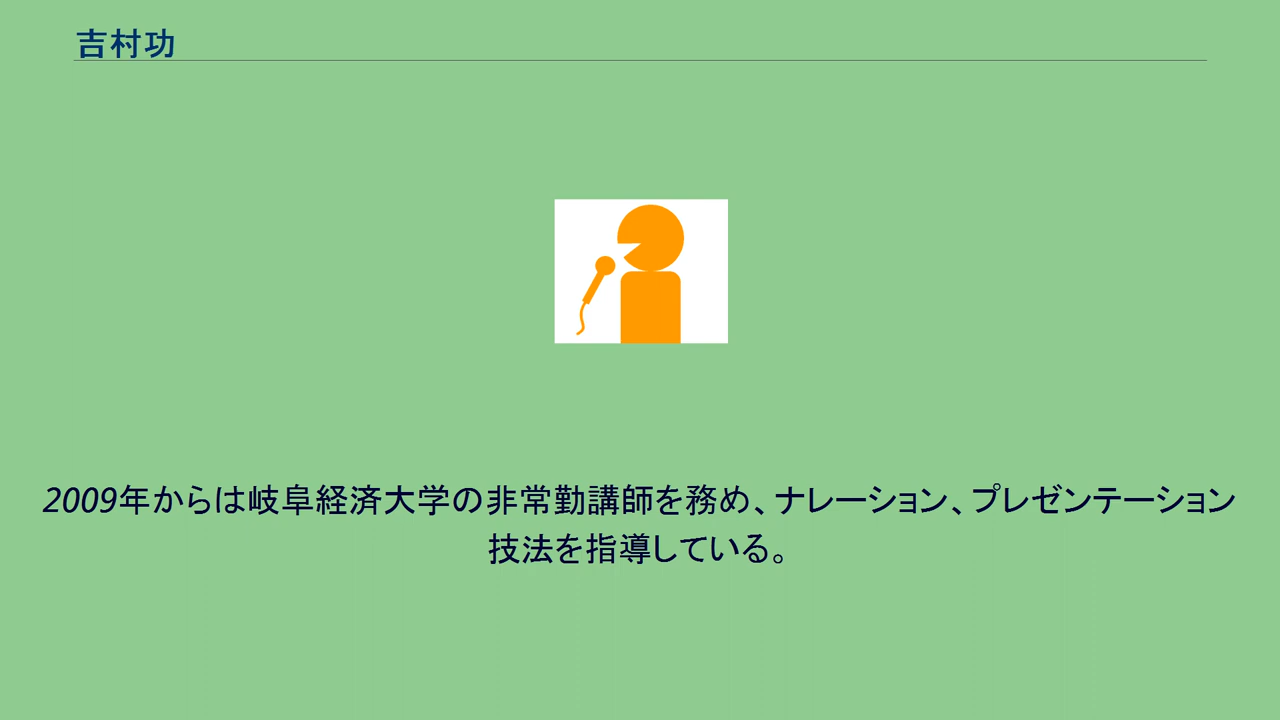 吉村功
2009年からは岐阜経済大学の非常勤講師を務め、ナレーション、プレゼンテーション
技法を指導している。